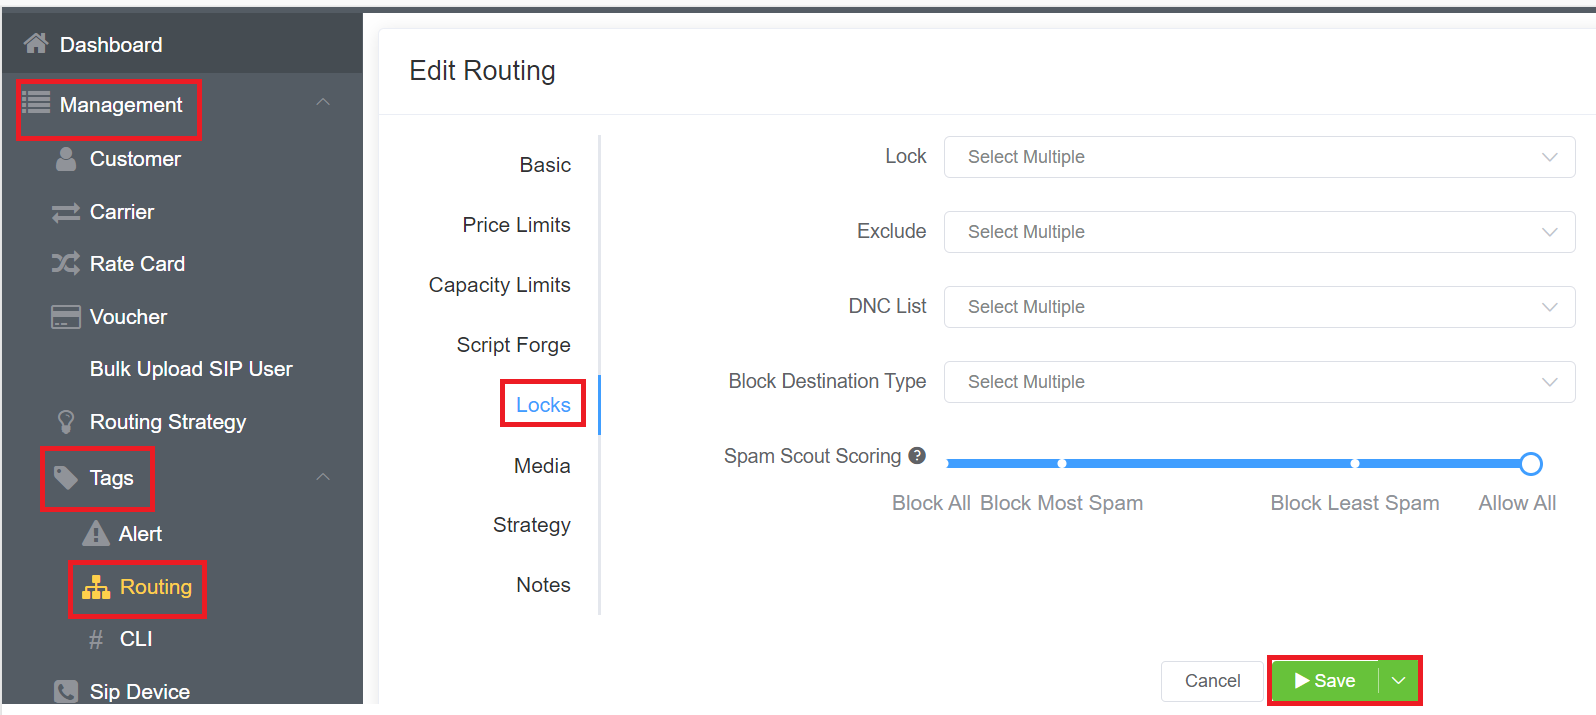 Dashboard
Management
Customer
Carrier
Rate Card
Voucher
Bulk Upload SIP User
Routing Strategy
Tags
Alert
Routing
# CLI
Sip Device
Edit Routing
Basic
Price Limits
Capacity Limits
Script Forge
Locks
Media
Strategy
Notes
Lock Select Multiple
Exclude Select Multiple
DNC List Select Multiple
Block Destination Type Select Multiple
Spam Scout Scoring ?
Block All Block Most Spam Block Least Spam Allow All
Cancel Save